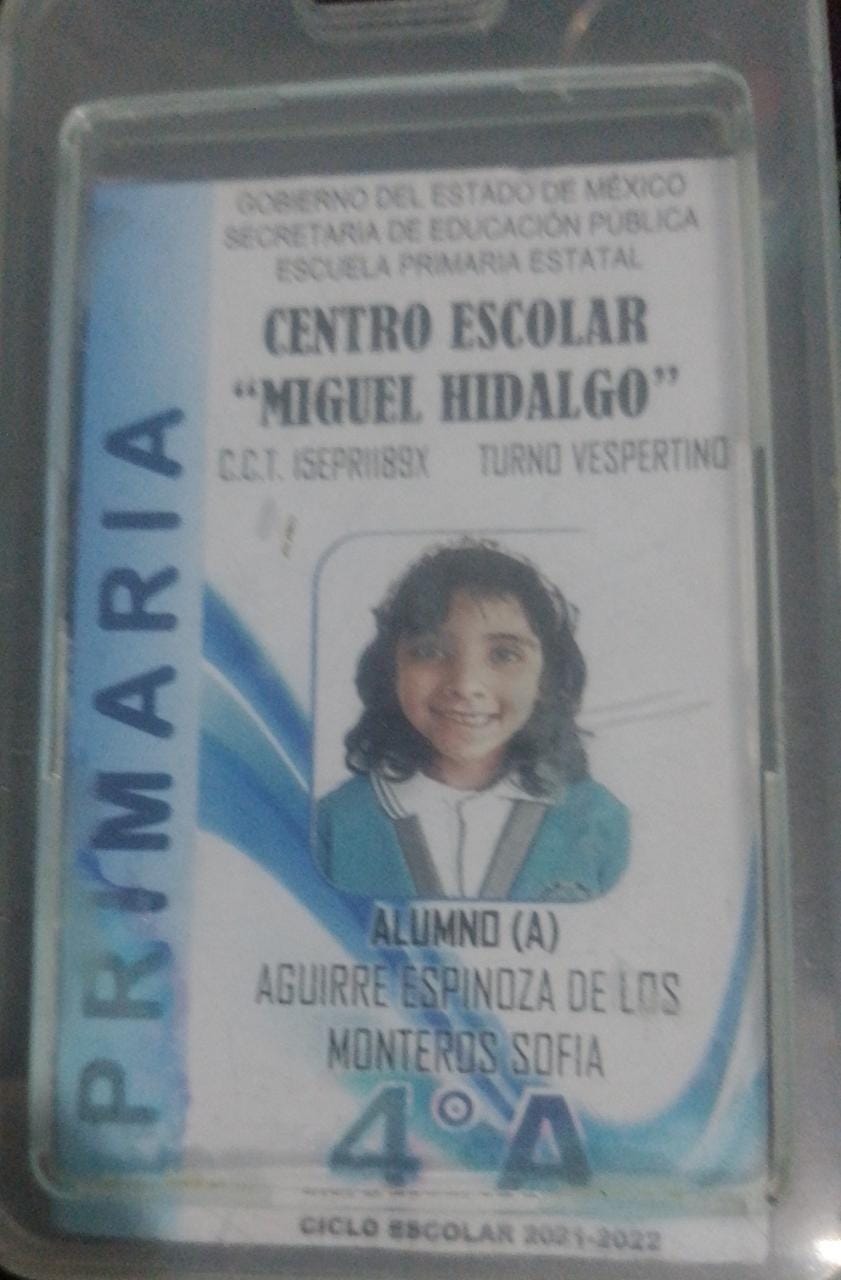 GOBIERNO DEL ESTADO DE MÉXICO
SECRETARIA DE EDUCACIÓN PÚBLICA
ESCUELA PRIMARIA ESTATAL
CENTRO ESCOLAR
“MIGUEL HIDALGO”
C.C.T. 15EPR1189X TURNO VESPERTINO
PRIMARIA
ALUMNO (A)
AGUIRRE ESPINOZA DE LOS
MONTEROS SOFIA
4° A
CICLO ESCOLAR 2021-2022